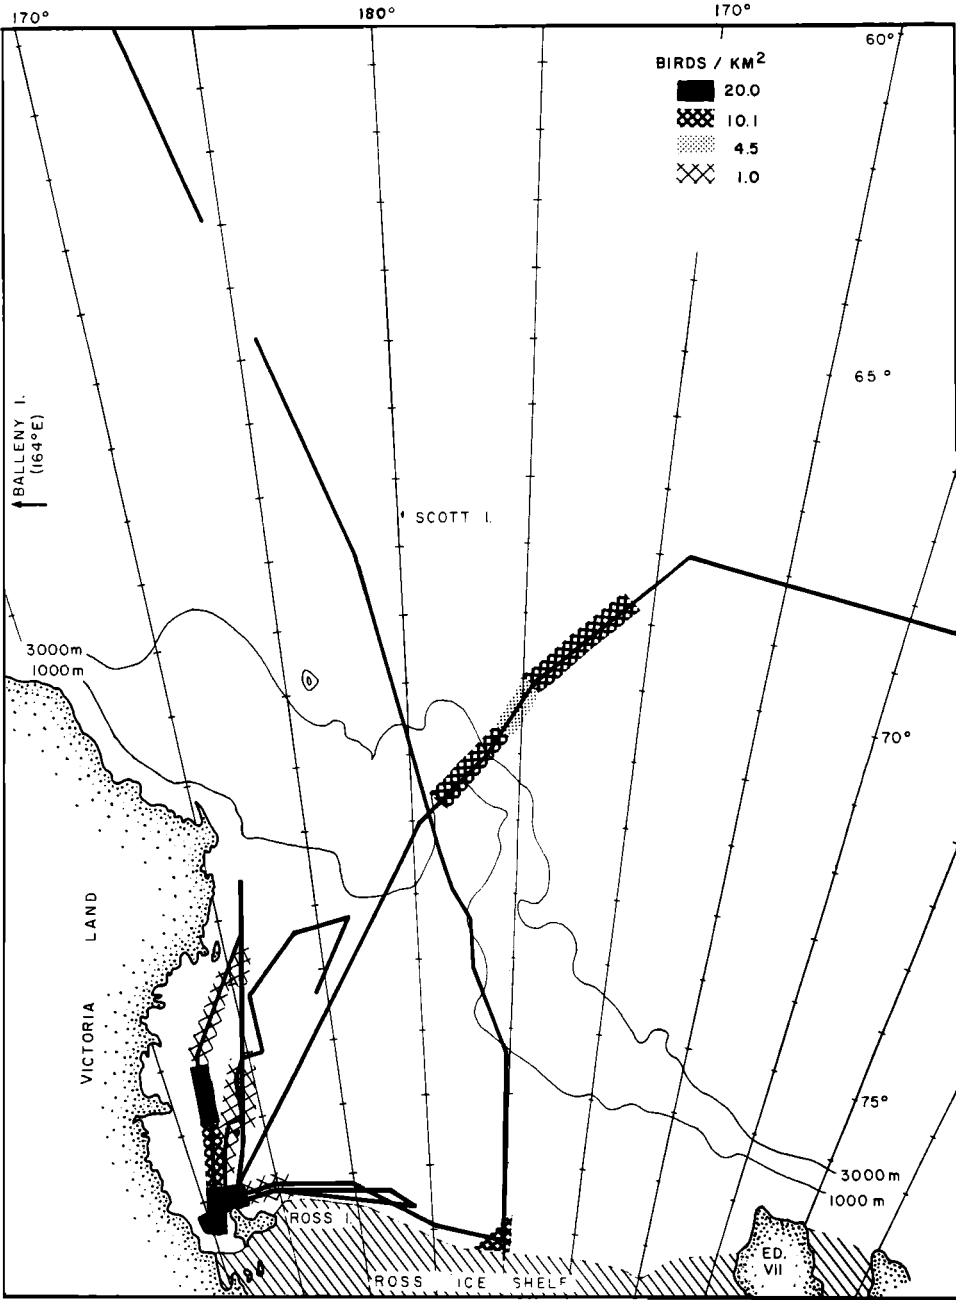 170°
180°
170°
60°
BIRDS / KM²
20.0
10.1
4.5
1.0
65°
BALLENY I.
(164°E)
SCOTT I.
3000m
1000m
70°
VICTORIA LAND
75°
3000m
1000m
ROSS I.
ED.
VII
ROSS ICE SHELF